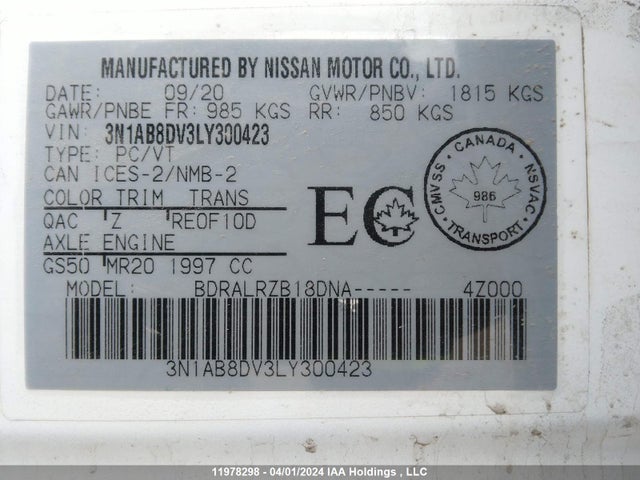 MANUFACTURED BY NISSAN MOTOR CO., LTD.
DATE: 09/20 GVWR/PNBV: 1815 KGS
GAWR/PNBE FR: 985 KGS RR: 850 KGS
VIN: 3N1AB8DV3LY300423
TYPE: PC/VT
CAN ICES-2/NMB-2
COLOR TRIM TRANS
QAC Z RE0F10D
AXLE ENGINE
GS50 MR20 1997 CC
EC
CMVSS · CANADA · NSVAC · TRANSPORT ·
986
MODEL: BDRALRZB18DNA----- 4Z000
3N1AB8DV3LY300423
11978298 - 04/01/2024 IAA Holdings , LLC